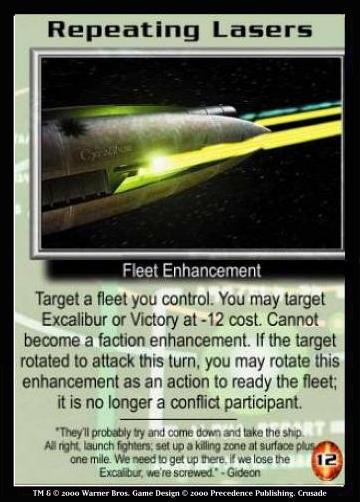 Repeating Lasers
Excalibur
Fleet Enhancement
Target a fleet you control. You may target
Excalibur or Victory at -12 cost. Cannot
become a faction enhancement. If the target
rotated to attack this turn, you may rotate this
enhancement as an action to ready the fleet;
it is no longer a conflict participant.
"They'll probably try and come down and take the ship.
All right, launch fighters; set up a killing zone at surface plus
one mile. We need to get up there, if we lose the
Excalibur, we're screwed." - Gideon
12
TM & © 2000 Warner Bros. Game Design © 2000 Precedence Publishing. Crusade